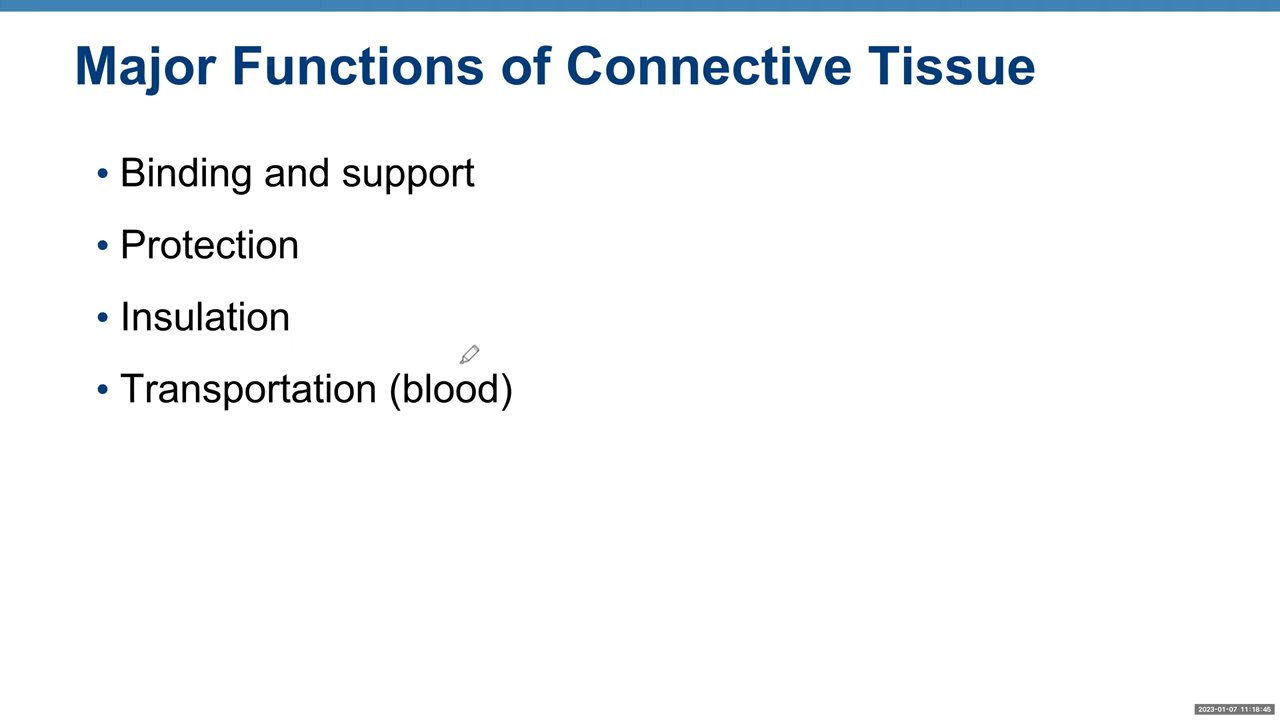 Major Functions of Connective Tissue
• Binding and support
• Protection
• Insulation
• Transportation (blood)
2023-01-07 11:18:45